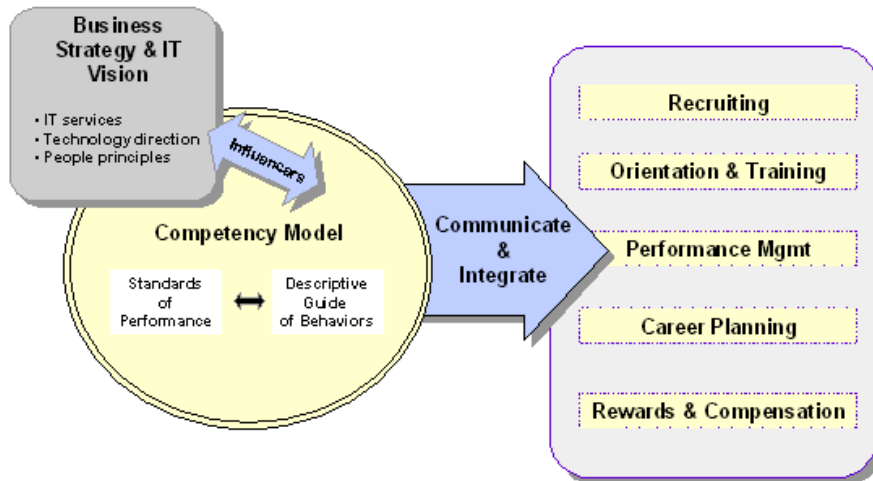 Business
Strategy & IT
Vision
• IT services
• Technology direction
• People principles
Influencers
Competency Model
Standards
of
Performance
Descriptive
Guide
of Behaviors
Communicate
&
Integrate
Recruiting
Orientation & Training
Performance Mgmt
Career Planning
Rewards & Compensation